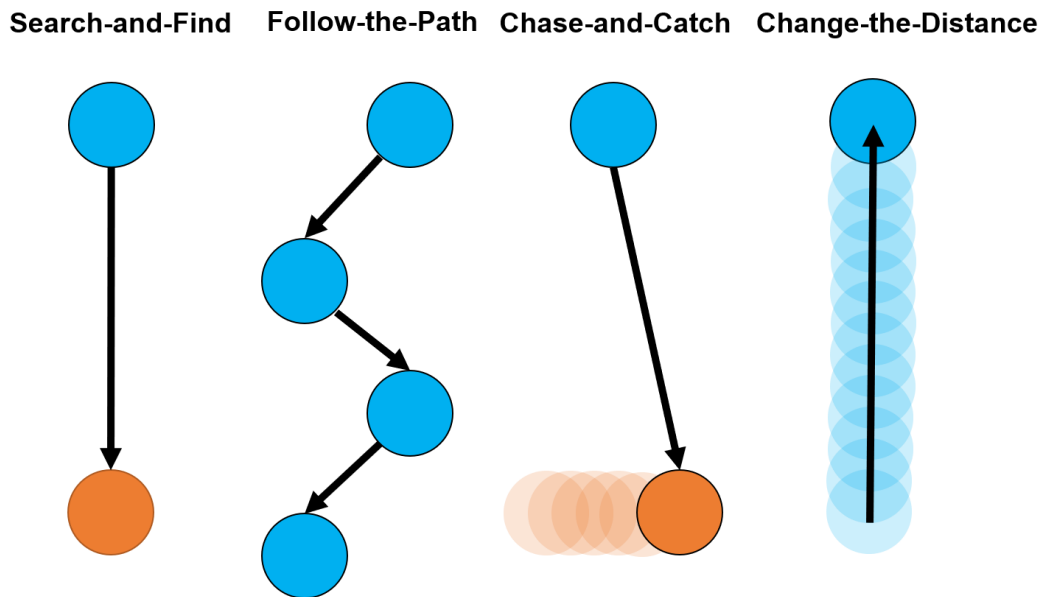 Search-and-Find
Follow-the-Path
Chase-and-Catch
Change-the-Distance